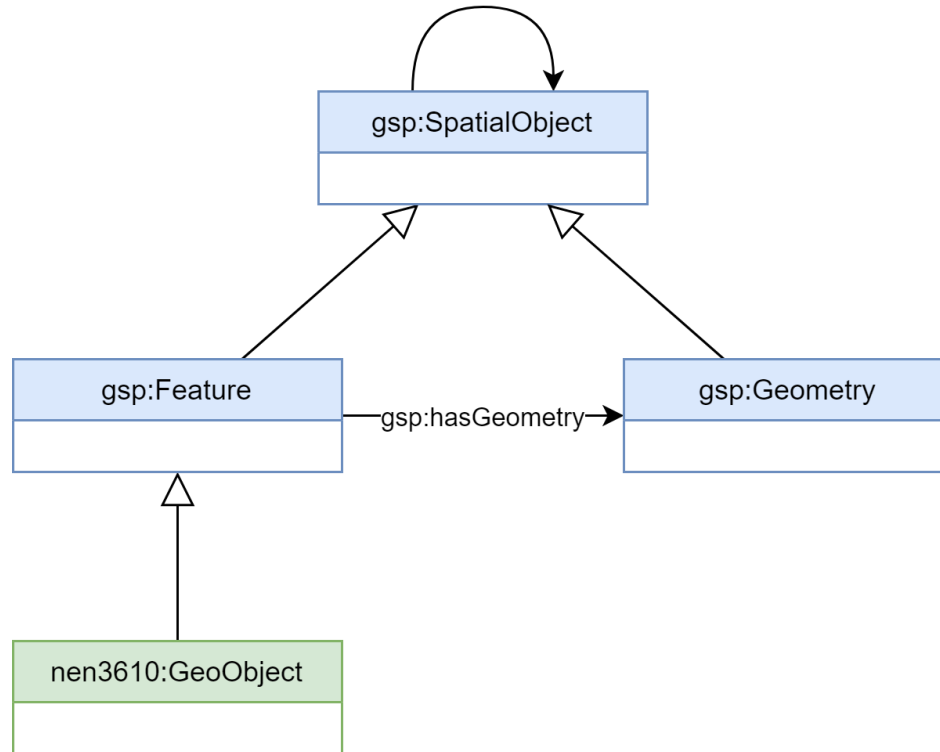 gsp:SpatialObject
gsp:Feature
gsp:hasGeometry
gsp:Geometry
nen3610:GeoObject